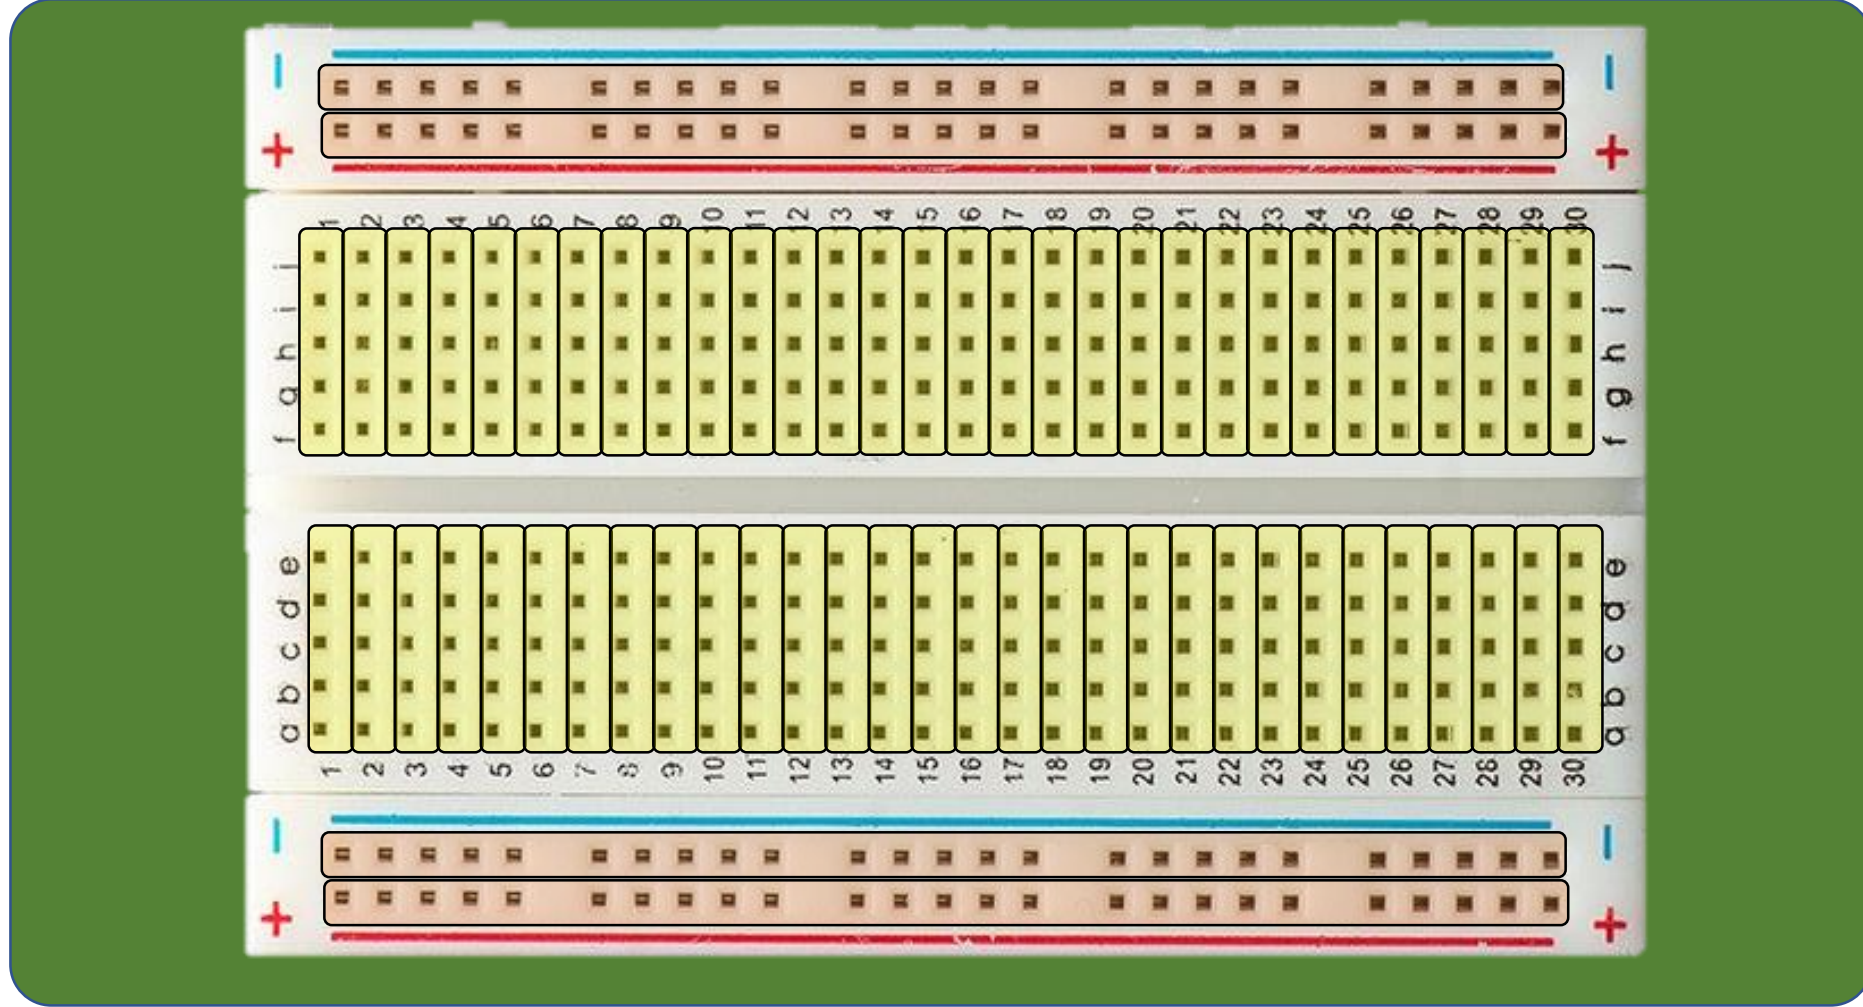 − −
+ +
1 2 3 4 5 6 7 8 9 10 11 12 13 14 15 16 17 18 19 20 21 22 23 24 25 26 27 28 29 30
j j
i i
h h
g g
f f
e e
d d
c c
b b
a a
1 2 3 4 5 6 7 8 9 10 11 12 13 14 15 16 17 18 19 20 21 22 23 24 25 26 27 28 29 30
− −
+ +